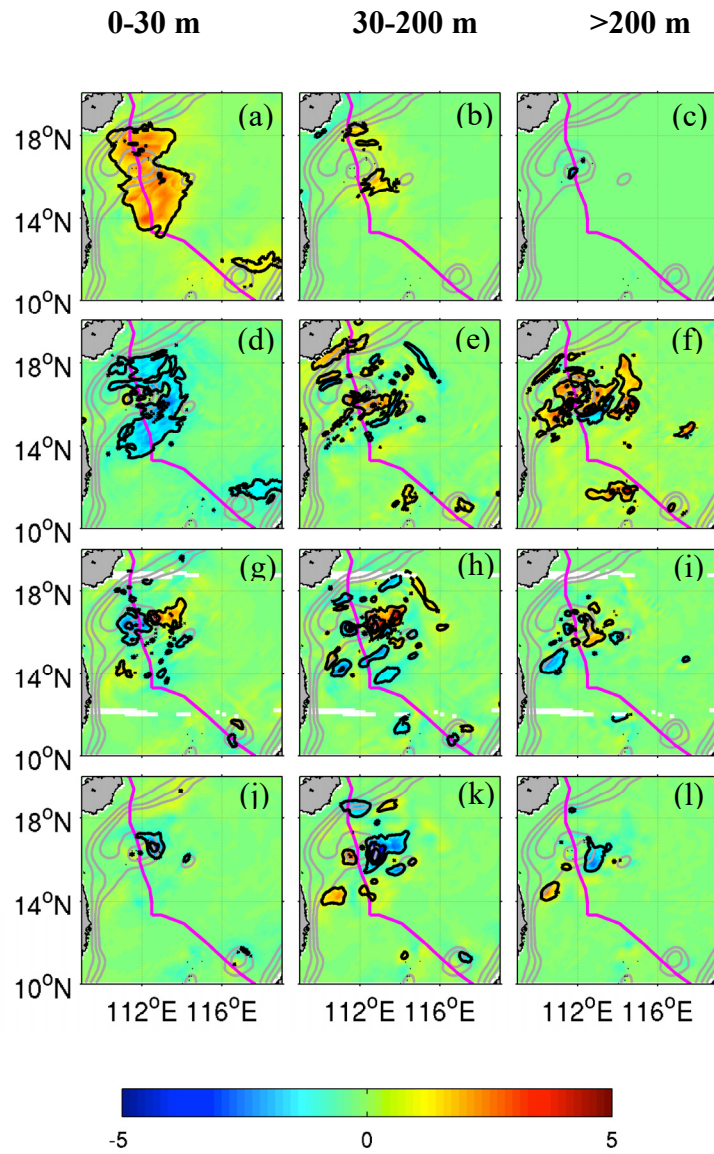 0-30 m 30-200 m >200 m
18°N (a) (b) (c)
14°N
10°N
18°N (d) (e) (f)
14°N
10°N
18°N (g) (h) (i)
14°N
10°N
18°N (j) (k) (l)
14°N
10°N
112°E 116°E 112°E 116°E 112°E 116°E
-5 0 5